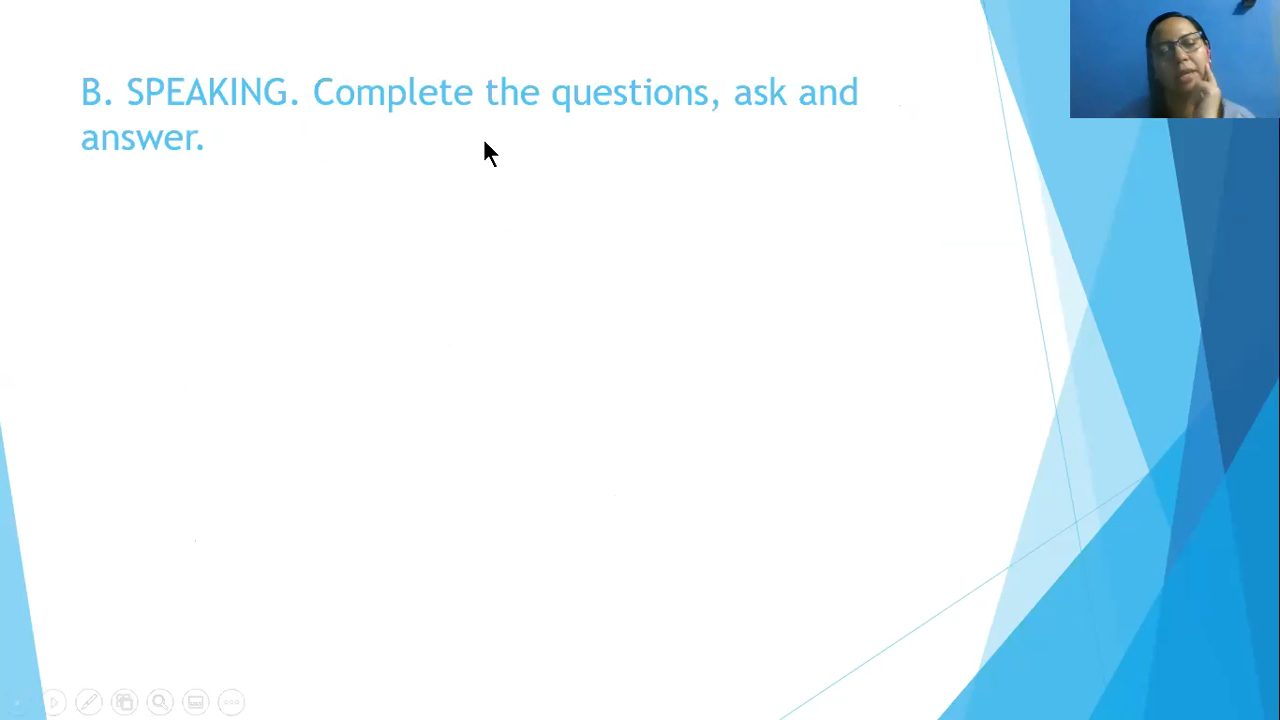 B. SPEAKING. Complete the questions, ask and
answer.